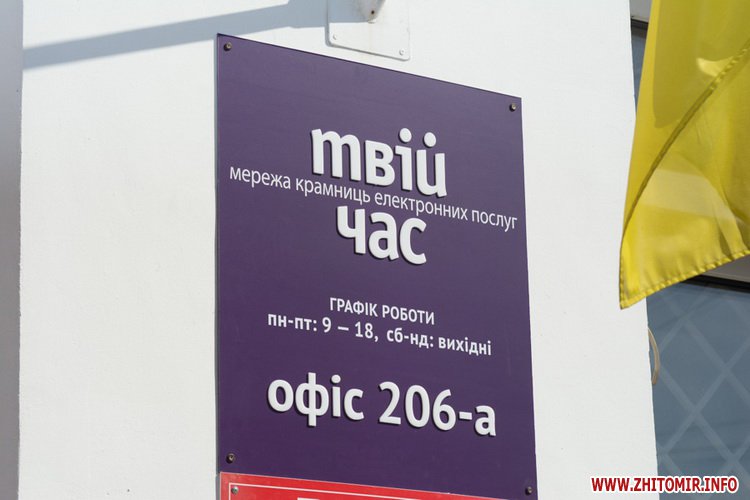 твій
мережа крамниць електронних послуг
час
ГРАФІК РОБОТИ
пн-пт: 9 — 18, сб-нд: вихідні
офіс 206-а
WWW.ZHITOMIR.INFO